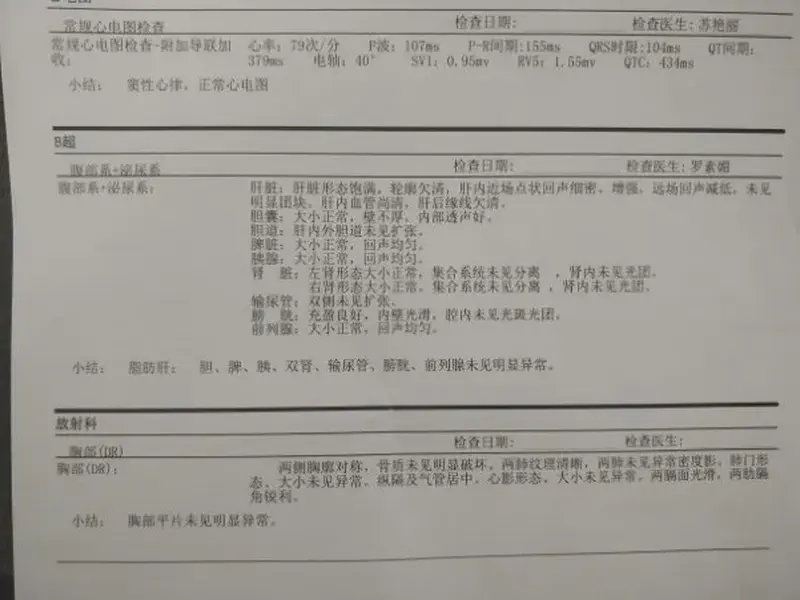 常规心电图检查 检查日期: 检查医生: 苏艳丽
常规心电图检查-附加导联加 心率: 79次/分 P波: 107ms P-R间期:155ms QRS时限:104ms QT间期:
收: 379ms 电轴: 40° SV1: 0.95mv RV5: 1.55mv QTC: 434ms
小结: 窦性心律, 正常心电图
B超
腹部系+泌尿系 检查日期: 检查医生: 罗素媚
腹部系+泌尿系: 肝脏: 肝脏形态饱满, 轮廓欠清, 肝内近场点状回声细密、增强, 远场回声减低, 未见
明显团块。肝内血管尚清, 肝后缘线欠清。
胆囊: 大小正常, 壁不厚、内部透声好。
胆道: 肝内外胆道未见扩张。
脾脏: 大小正常, 回声均匀。
胰腺: 大小正常, 回声均匀。
肾 脏: 左肾形态大小正常, 集合系统未见分离 , 肾内未见光团。
右肾形态大小正常, 集合系统未见分离 , 肾内未见光团。
输尿管: 双侧未见扩张。
膀 胱: 充盈良好, 内壁光滑, 腔内未见光斑光团。
前列腺: 大小正常, 回声均匀。
小结: 脂肪肝; 胆、脾、胰、双肾、输尿管、膀胱、前列腺未见明显异常。
放射科
胸部(DR) 检查日期: 检查医生:
胸部(DR): 两侧胸廓对称, 骨质未见明显破坏。两肺纹理清晰, 两肺未见异常密度影。肺门形
态、大小未见异常。纵隔及气管居中。心影形态、大小未见异常。两膈面光滑, 两肋膈
角锐利。
小结: 胸部平片未见明显异常。